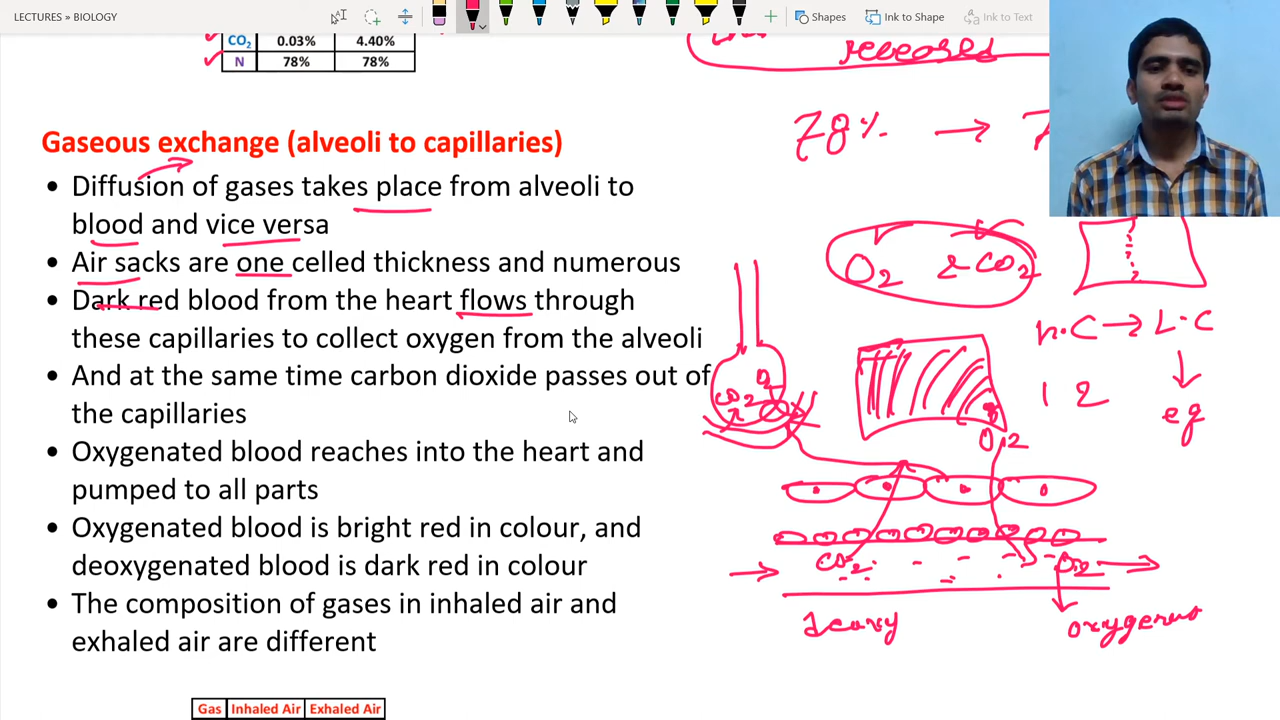 LECTURES » BIOLOGY
Shapes
Ink to Shape
Ink to Text
CO₂ 0.03% 4.40%
N 78% 78%
released
78% → 7
Gaseous exchange (alveoli to capillaries)
• Diffusion of gases takes place from alveoli to
blood and vice versa
• Air sacks are one celled thickness and numerous
• Dark red blood from the heart flows through
these capillaries to collect oxygen from the alveoli
• And at the same time carbon dioxide passes out of
the capillaries
• Oxygenated blood reaches into the heart and
pumped to all parts
• Oxygenated blood is bright red in colour, and
deoxygenated blood is dark red in colour
• The composition of gases in inhaled air and
exhaled air are different
Gas Inhaled Air Exhaled Air
O₂ & CO₂
h.C → L.C
O₂
CO₂
1 2
eg
O₂
CO₂
O₂
deoxy